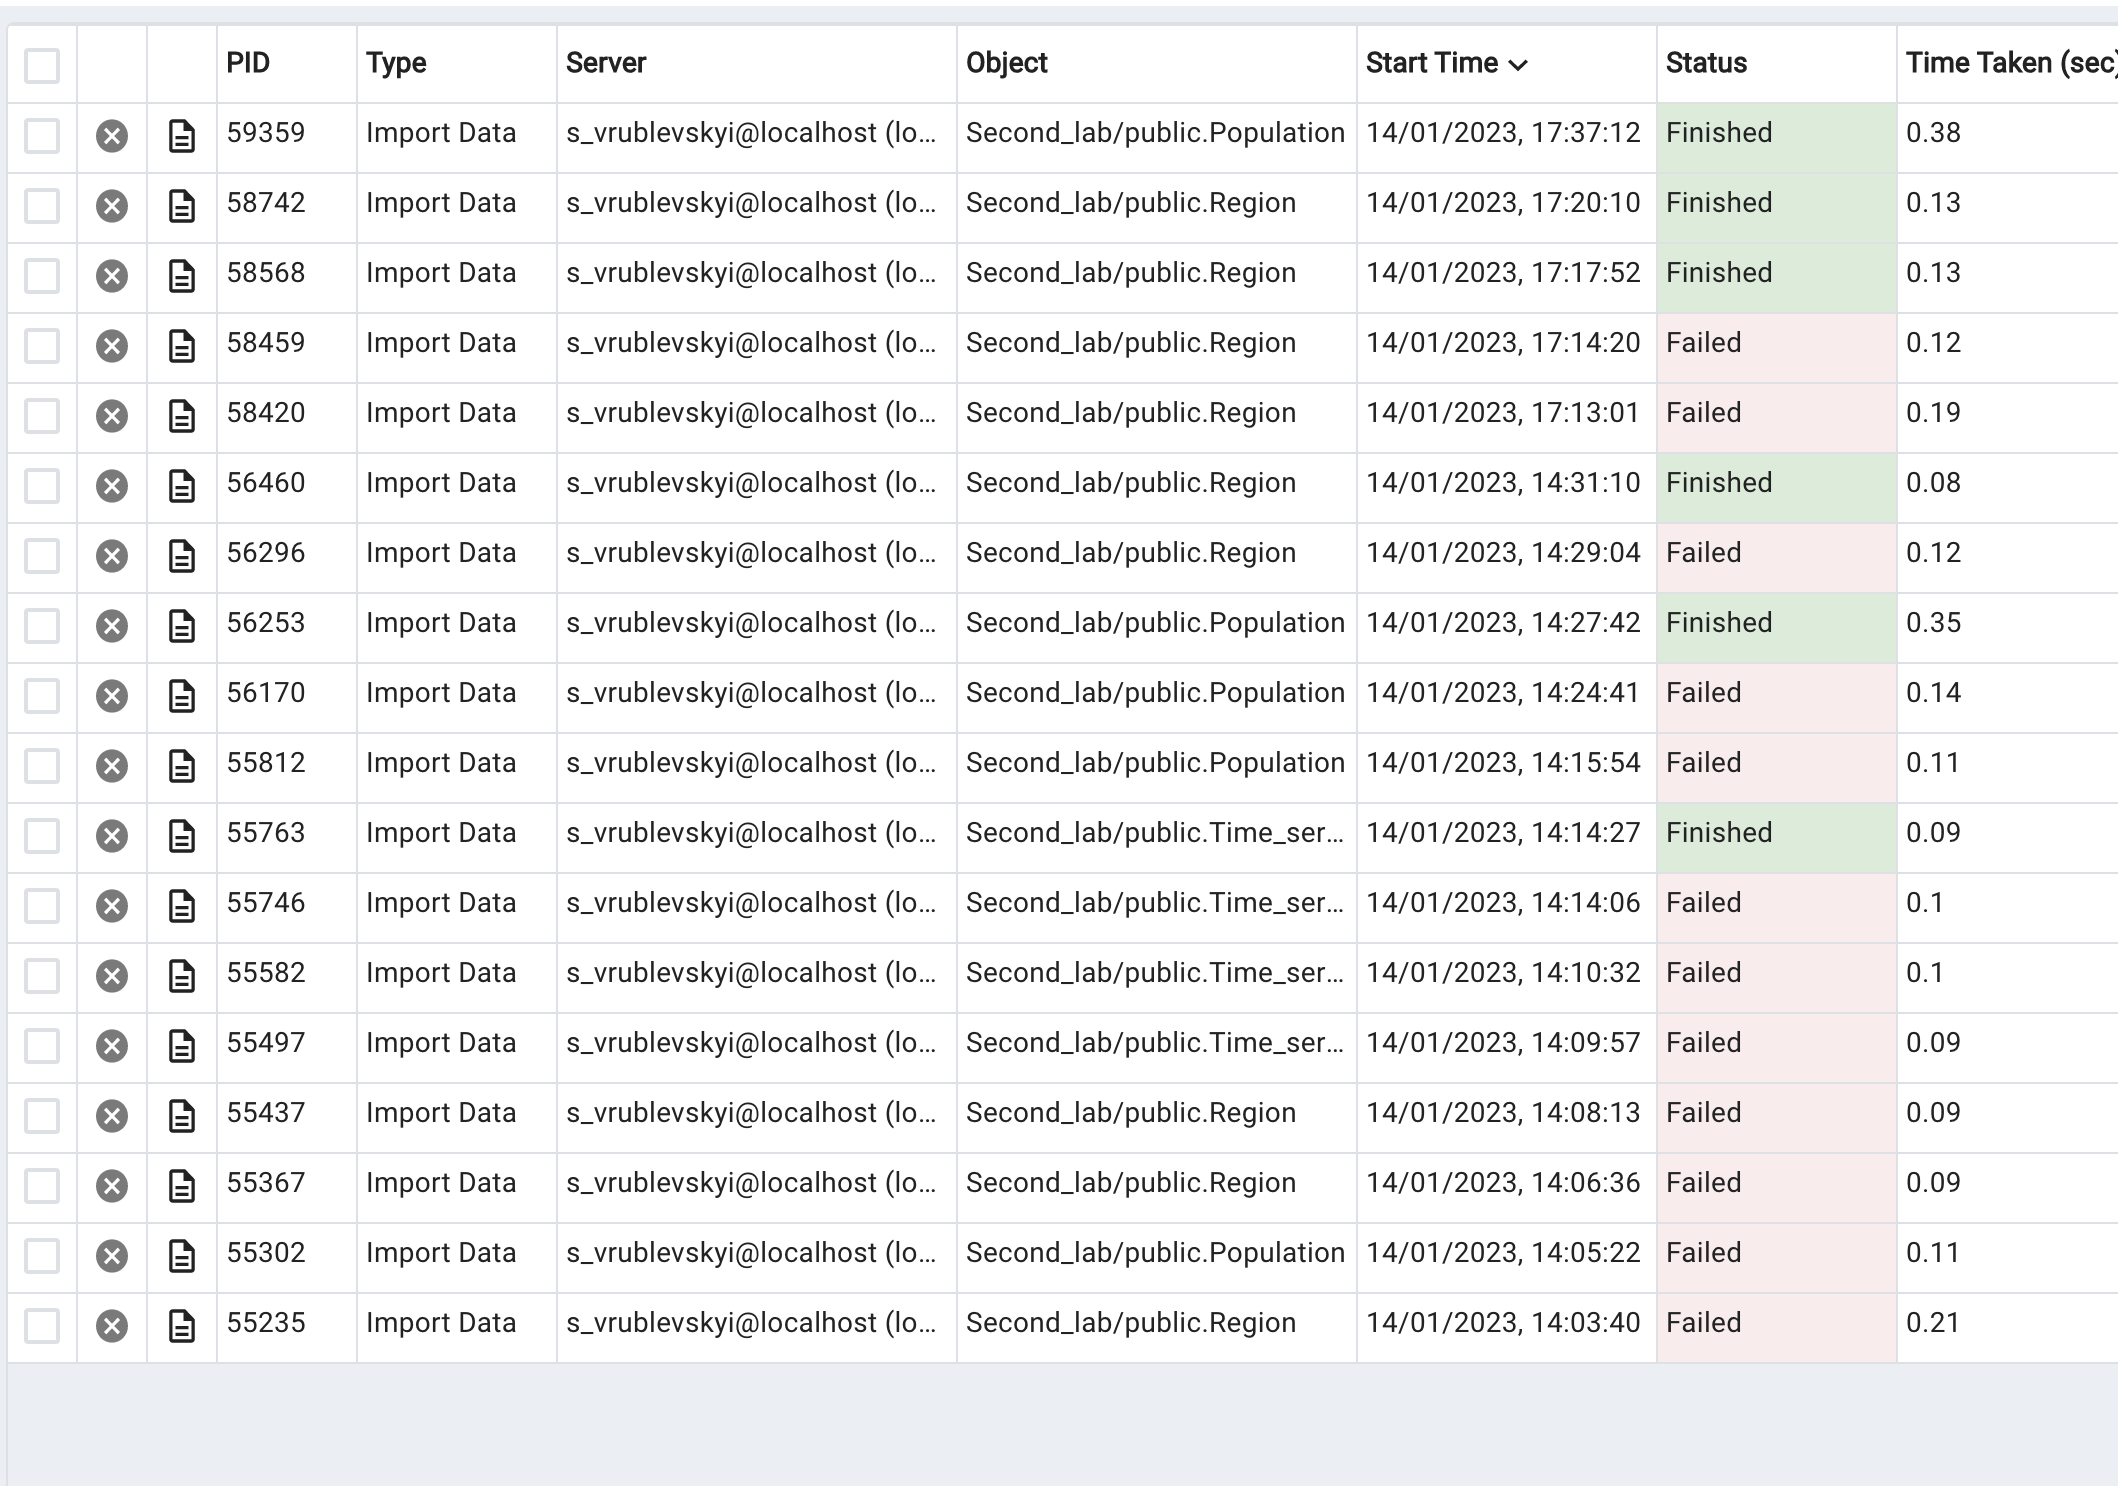 PID Type Server Object Start Time Status Time Taken (sec)
59359 Import Data s_vrublevskyi@localhost (lo... Second_lab/public.Population 14/01/2023, 17:37:12 Finished 0.38
58742 Import Data s_vrublevskyi@localhost (lo... Second_lab/public.Region 14/01/2023, 17:20:10 Finished 0.13
58568 Import Data s_vrublevskyi@localhost (lo... Second_lab/public.Region 14/01/2023, 17:17:52 Finished 0.13
58459 Import Data s_vrublevskyi@localhost (lo... Second_lab/public.Region 14/01/2023, 17:14:20 Failed 0.12
58420 Import Data s_vrublevskyi@localhost (lo... Second_lab/public.Region 14/01/2023, 17:13:01 Failed 0.19
56460 Import Data s_vrublevskyi@localhost (lo... Second_lab/public.Region 14/01/2023, 14:31:10 Finished 0.08
56296 Import Data s_vrublevskyi@localhost (lo... Second_lab/public.Region 14/01/2023, 14:29:04 Failed 0.12
56253 Import Data s_vrublevskyi@localhost (lo... Second_lab/public.Population 14/01/2023, 14:27:42 Finished 0.35
56170 Import Data s_vrublevskyi@localhost (lo... Second_lab/public.Population 14/01/2023, 14:24:41 Failed 0.14
55812 Import Data s_vrublevskyi@localhost (lo... Second_lab/public.Population 14/01/2023, 14:15:54 Failed 0.11
55763 Import Data s_vrublevskyi@localhost (lo... Second_lab/public.Time_ser... 14/01/2023, 14:14:27 Finished 0.09
55746 Import Data s_vrublevskyi@localhost (lo... Second_lab/public.Time_ser... 14/01/2023, 14:14:06 Failed 0.1
55582 Import Data s_vrublevskyi@localhost (lo... Second_lab/public.Time_ser... 14/01/2023, 14:10:32 Failed 0.1
55497 Import Data s_vrublevskyi@localhost (lo... Second_lab/public.Time_ser... 14/01/2023, 14:09:57 Failed 0.09
55437 Import Data s_vrublevskyi@localhost (lo... Second_lab/public.Region 14/01/2023, 14:08:13 Failed 0.09
55367 Import Data s_vrublevskyi@localhost (lo... Second_lab/public.Region 14/01/2023, 14:06:36 Failed 0.09
55302 Import Data s_vrublevskyi@localhost (lo... Second_lab/public.Population 14/01/2023, 14:05:22 Failed 0.11
55235 Import Data s_vrublevskyi@localhost (lo... Second_lab/public.Region 14/01/2023, 14:03:40 Failed 0.21